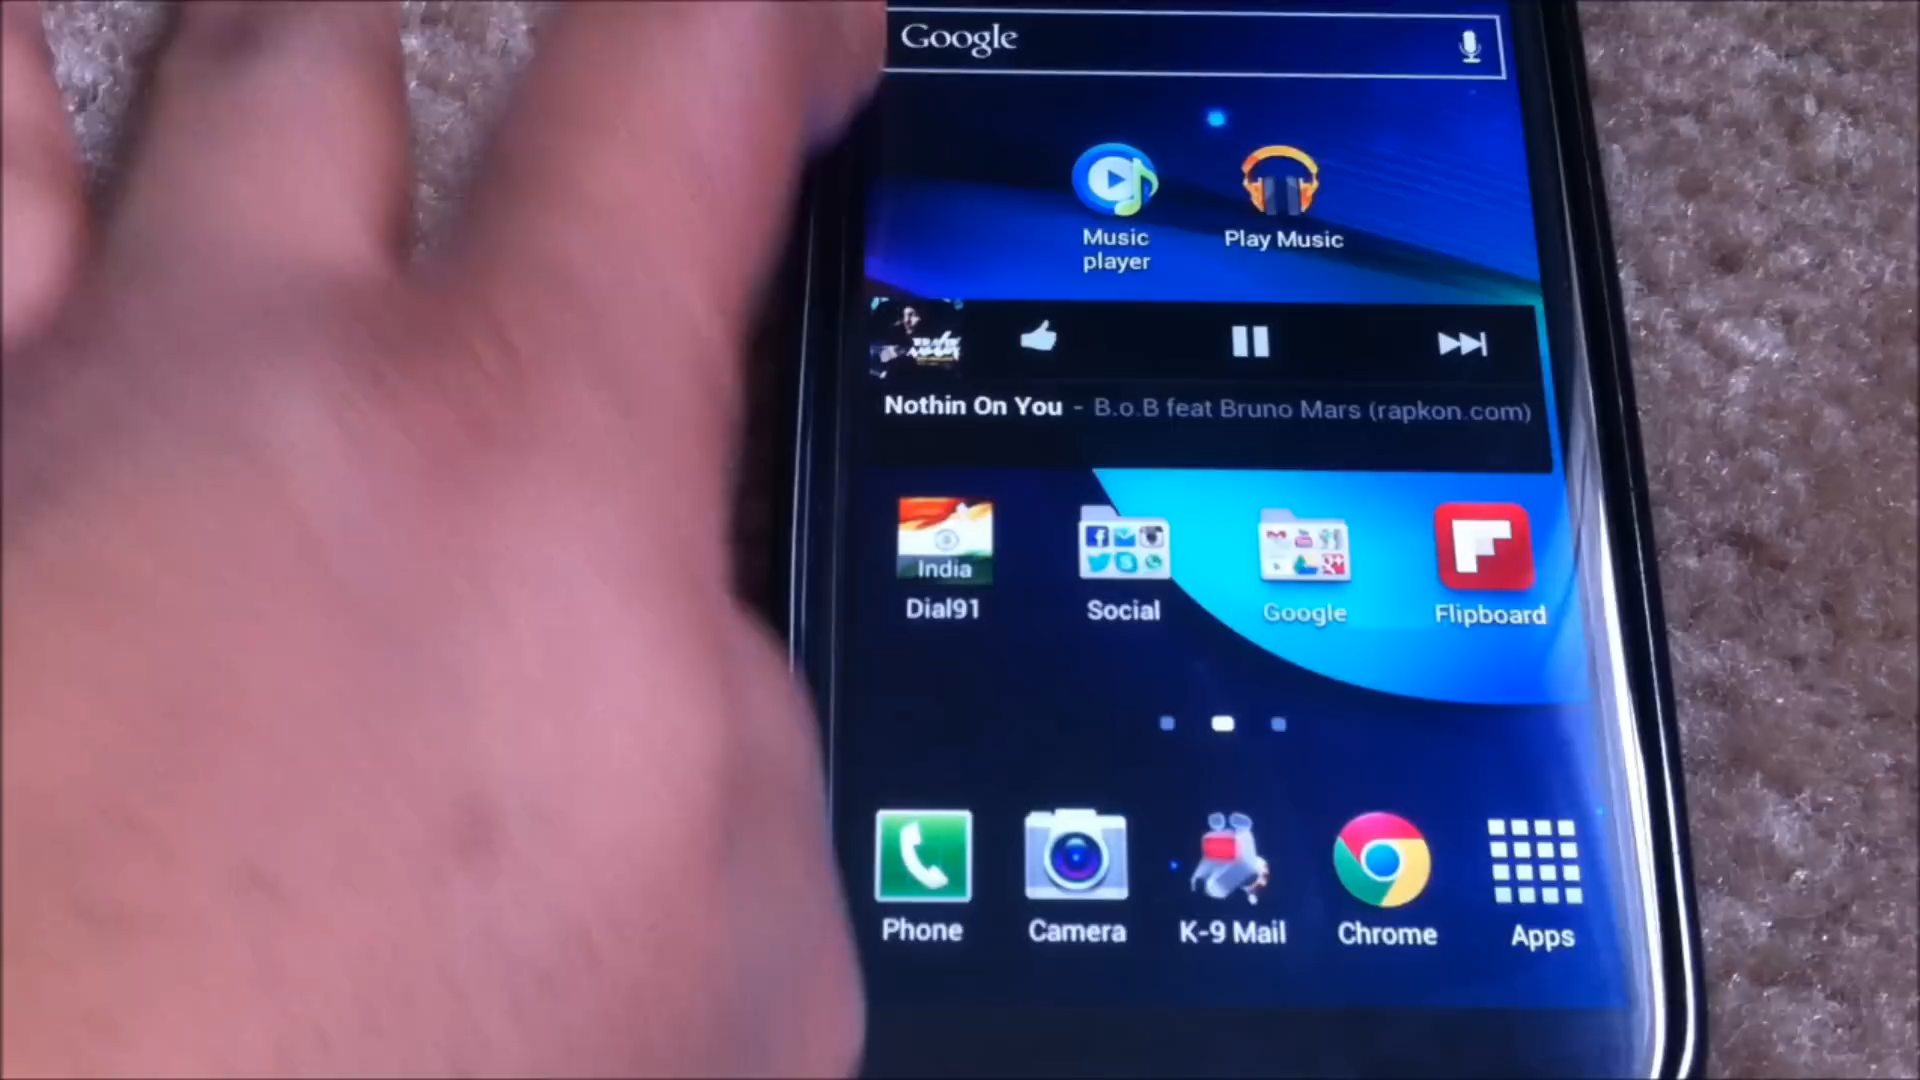 Google
Music
player
Play Music
Nothin On You - B.o.B feat Bruno Mars (rapkon.com)
India
Dial91
Social
Google
Flipboard
Phone
Camera
K-9 Mail
Chrome
Apps